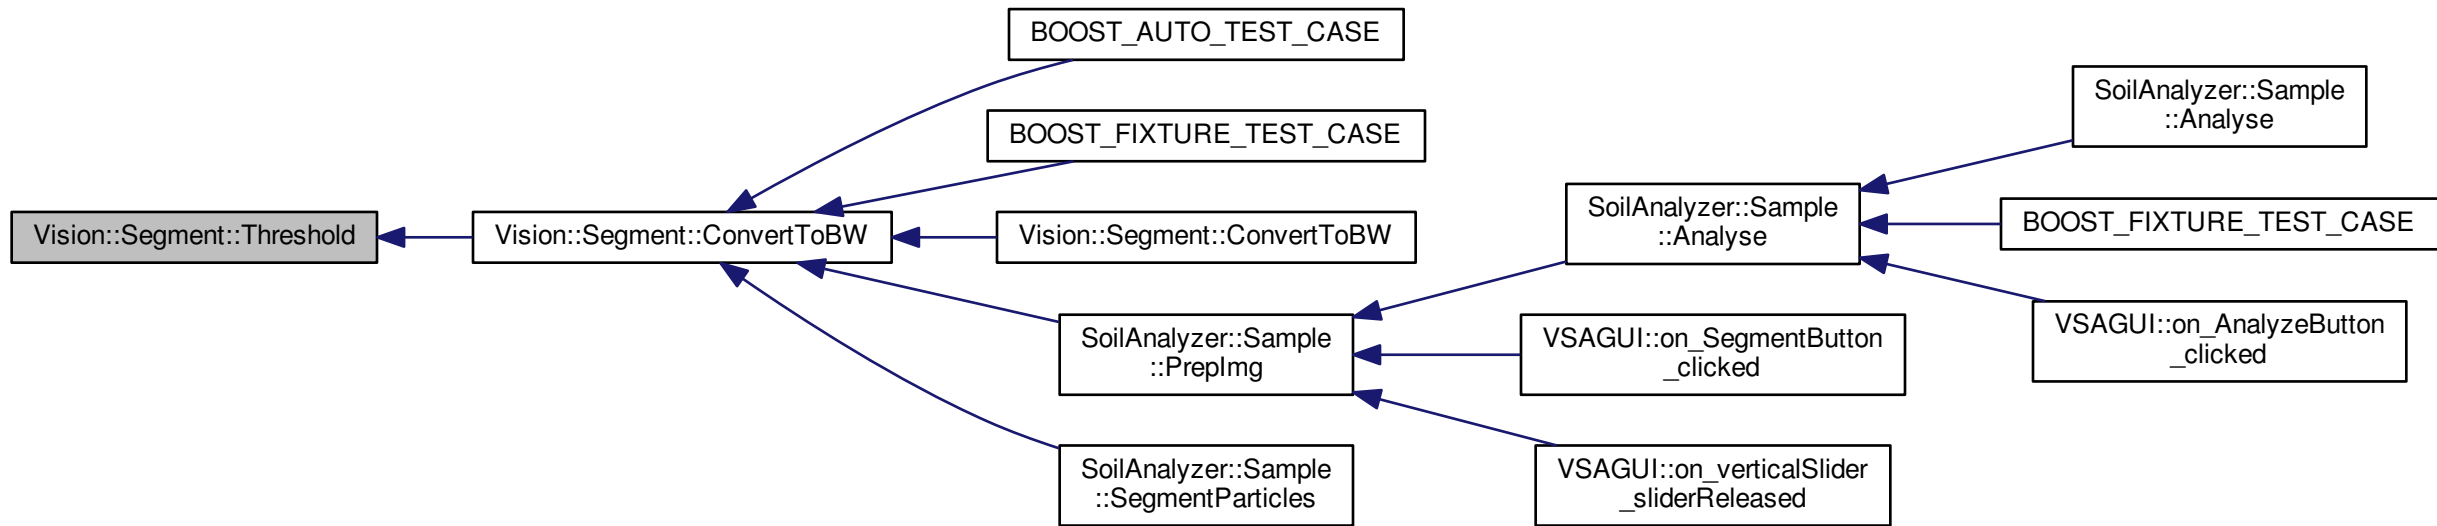 Vision::Segment::Threshold
Vision::Segment::ConvertToBW
BOOST_AUTO_TEST_CASE
BOOST_FIXTURE_TEST_CASE
Vision::Segment::ConvertToBW
SoilAnalyzer::Sample
::PrepImg
SoilAnalyzer::Sample
::SegmentParticles
SoilAnalyzer::Sample
::Analyse
VSAGUI::on_SegmentButton
_clicked
VSAGUI::on_verticalSlider
_sliderReleased
SoilAnalyzer::Sample
::Analyse
BOOST_FIXTURE_TEST_CASE
VSAGUI::on_AnalyzeButton
_clicked